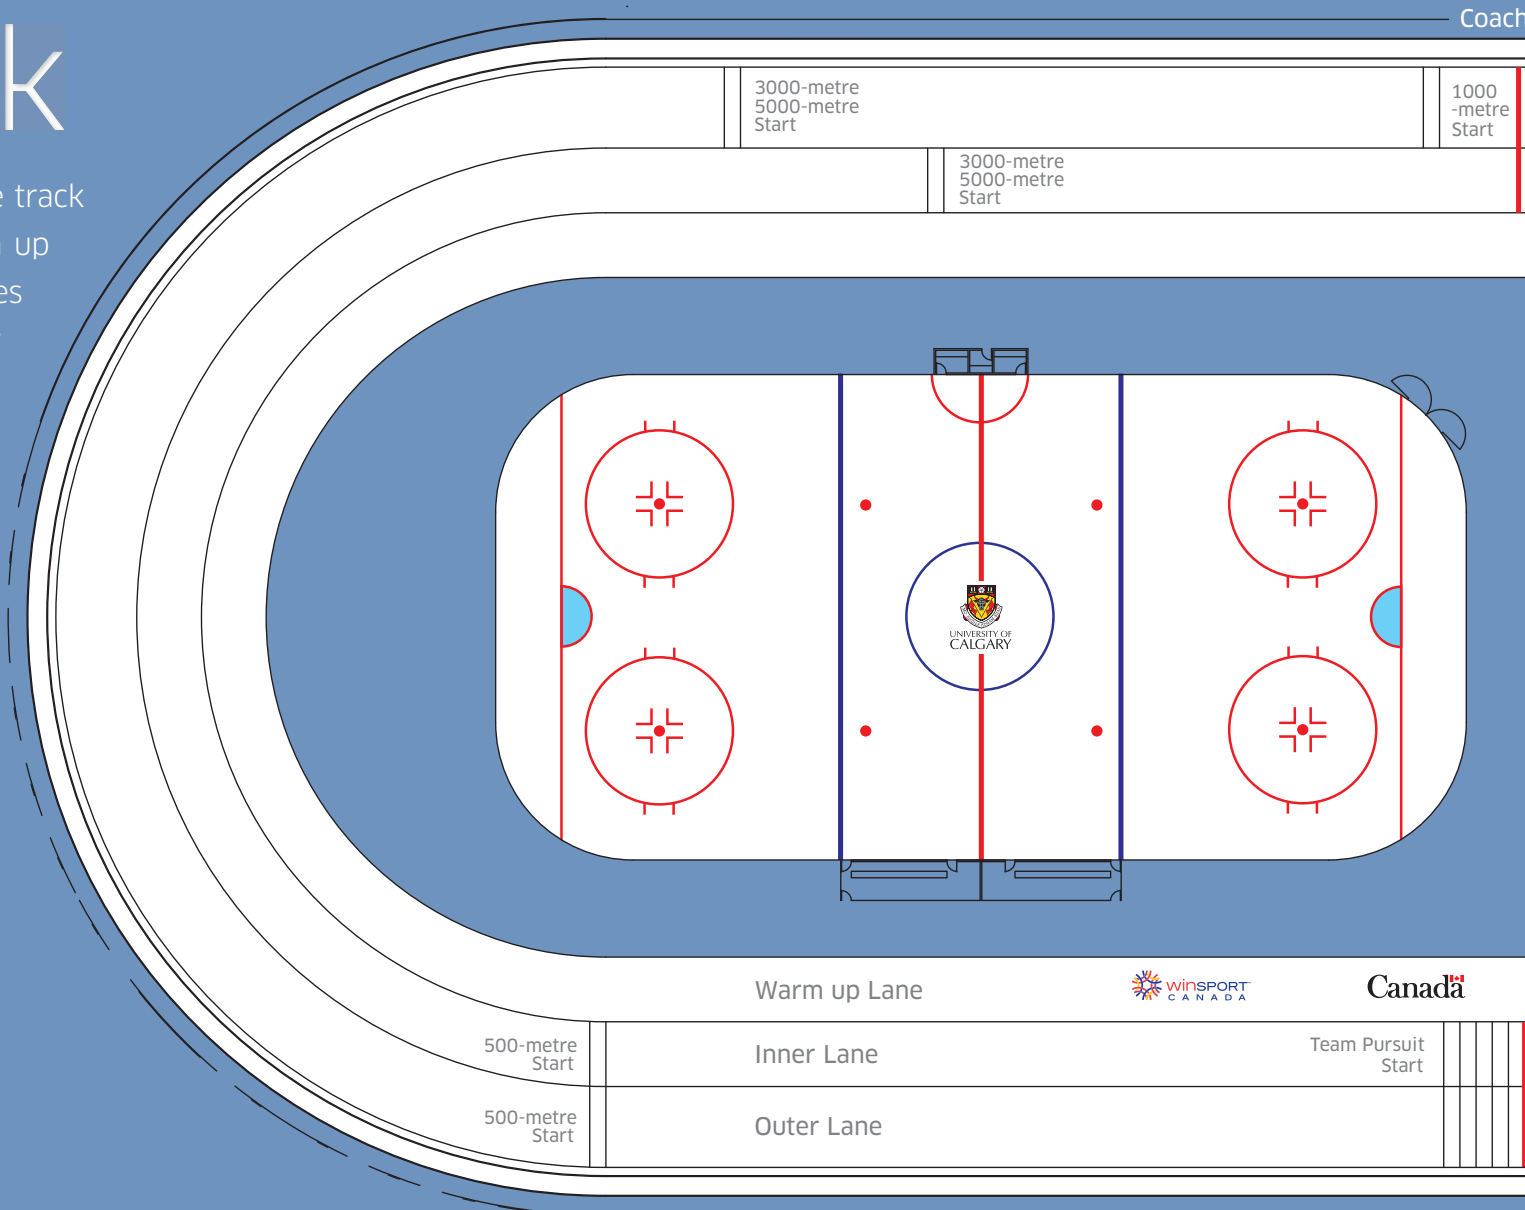 Coach
k
track
up
es
3000-metre
5000-metre
Start
1000
-metre
Start
3000-metre
5000-metre
Start
UNIVERSITY OF
CALGARY
Warm up Lane
winSPORT
CANADA
Canada
500-metre
Start
Inner Lane
Team Pursuit
Start
500-metre
Start
Outer Lane